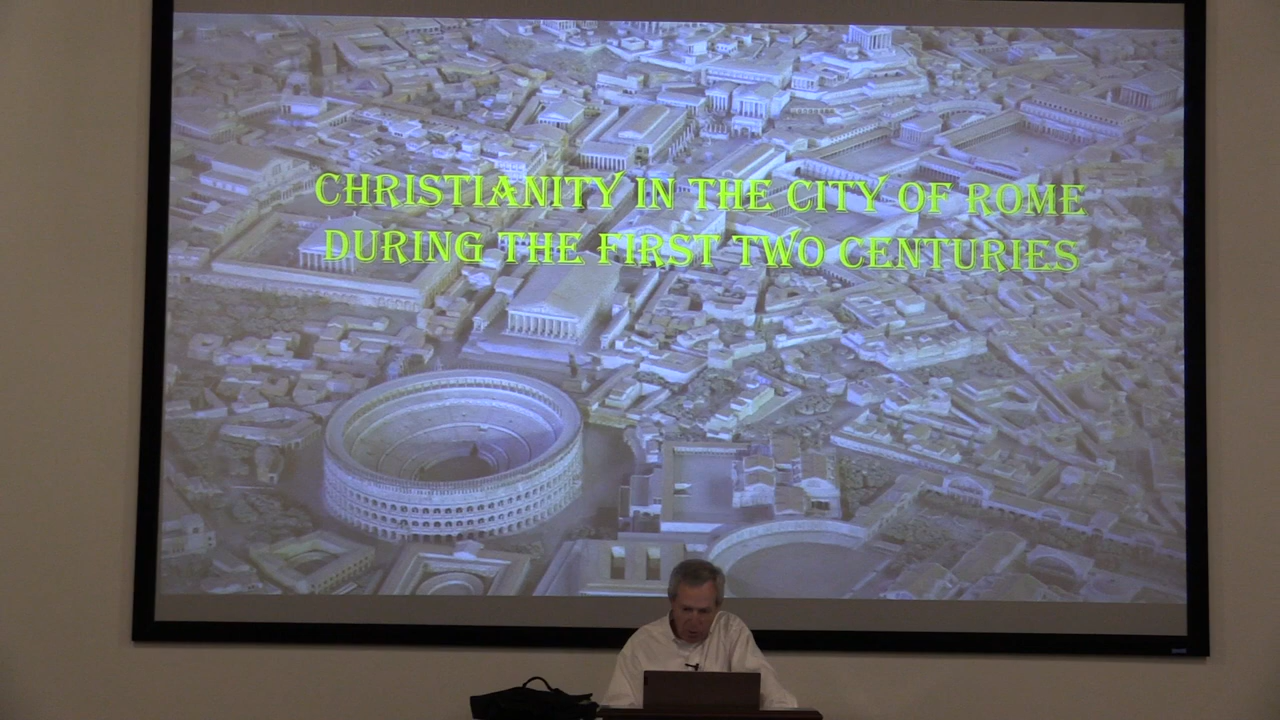 CHRISTIANITY IN THE CITY OF ROME
DURING THE FIRST TWO CENTURIES